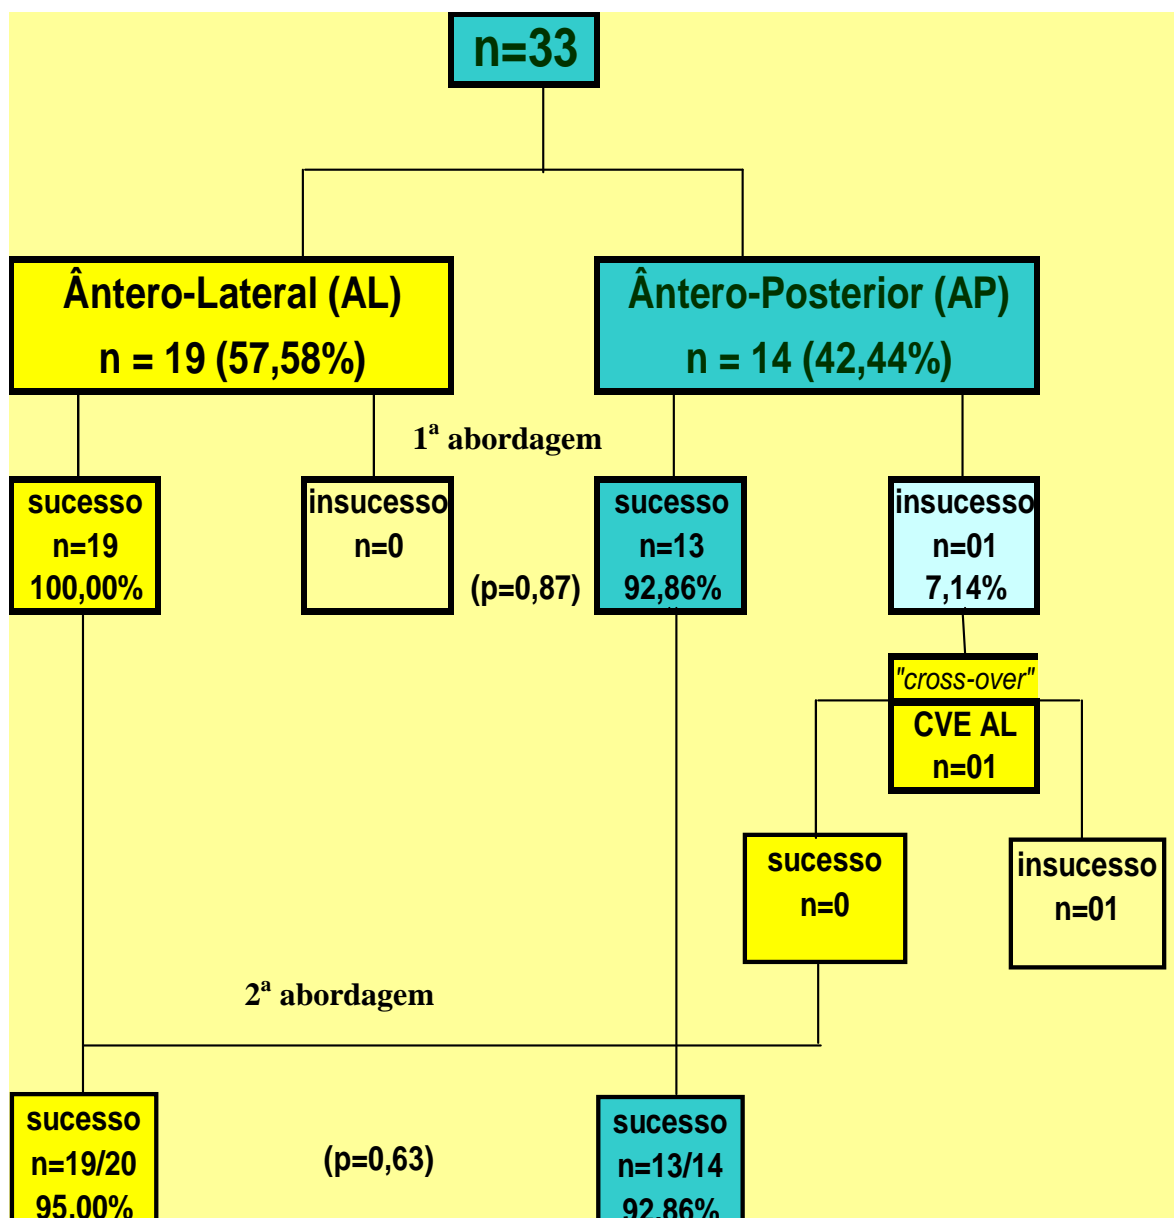 n=33
Ântero-Lateral (AL)
n = 19 (57,58%)
Ântero-Posterior (AP)
n = 14 (42,44%)
1ª abordagem
sucesso
n=19
100,00%
insucesso
n=0
(p=0,87)
sucesso
n=13
92,86%
insucesso
n=01
7,14%
"cross-over"
CVE AL
n=01
sucesso
n=0
insucesso
n=01
2ª abordagem
sucesso
n=19/20
95,00%
(p=0,63)
sucesso
n=13/14
92,86%